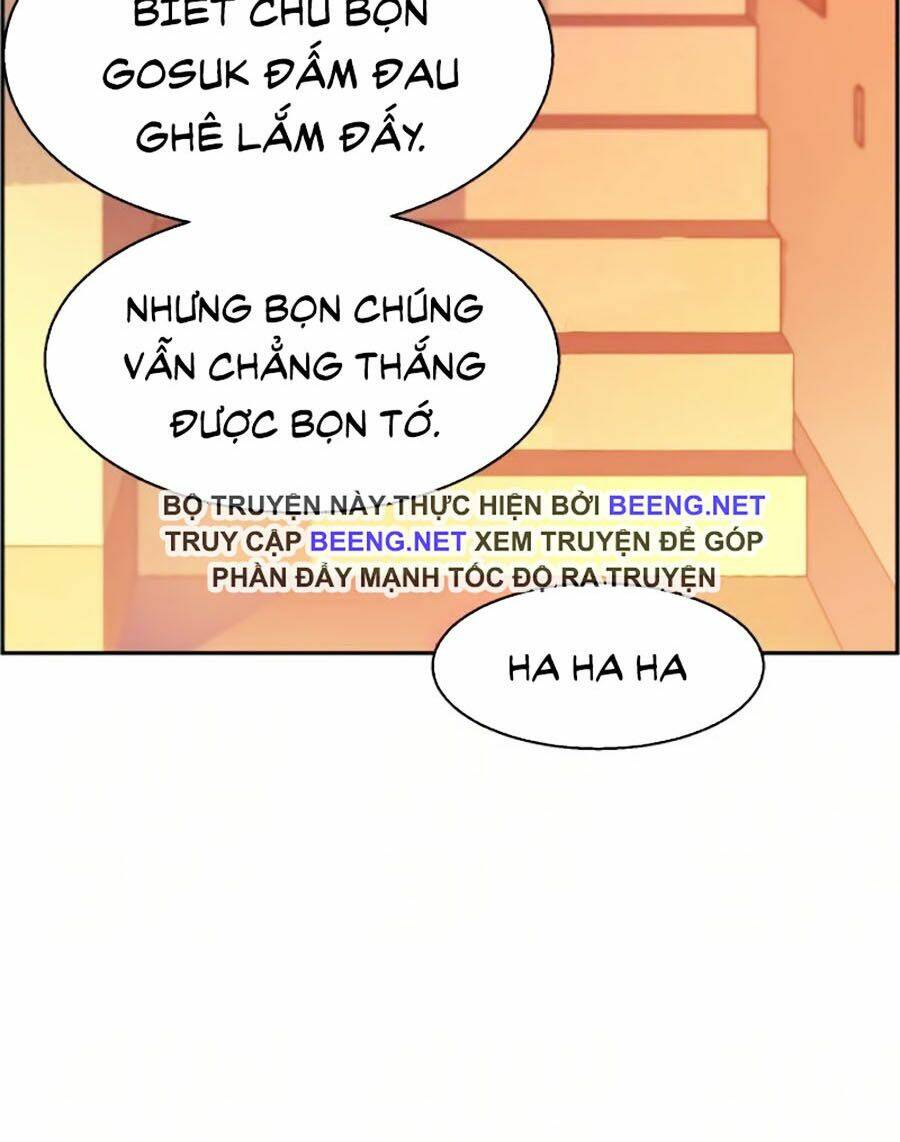 BIẾT CHỨ BỌN
GOSUK ĐẤM ĐAU
GHÊ LẮM ĐẤY.
NHƯNG BỌN CHÚNG
VẪN CHẲNG THẮNG
ĐƯỢC BỌN TỚ.
BỘ TRUYỆN NÀY THỰC HIỆN BỞI BEENG.NET
TRUY CẬP BEENG.NET XEM TRUYỆN ĐỂ GÓP
PHẦN ĐẨY MẠNH TỐC ĐỘ RA TRUYỆN
HA HA HA